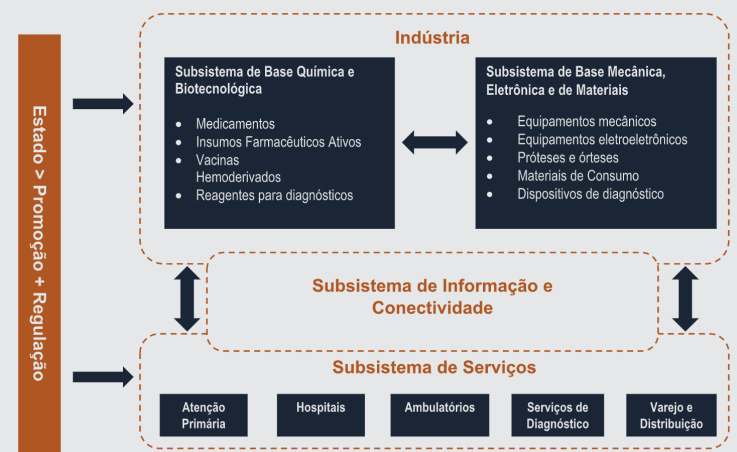 Estado > Promoção + Regulação
Indústria
Subsistema de Base Química e
Biotecnológica
● Medicamentos
● Insumos Farmacêuticos Ativos
● Vacinas
Hemoderivados
● Reagentes para diagnósticos
Subsistema de Base Mecânica,
Eletrônica e de Materiais
● Equipamentos mecânicos
● Equipamentos eletroeletrônicos
● Próteses e órteses
● Materiais de Consumo
● Dispositivos de diagnóstico
Subsistema de Informação e
Conectividade
Subsistema de Serviços
Atenção
Primária
Hospitais
Ambulatórios
Serviços de
Diagnóstico
Varejo e
Distribuição